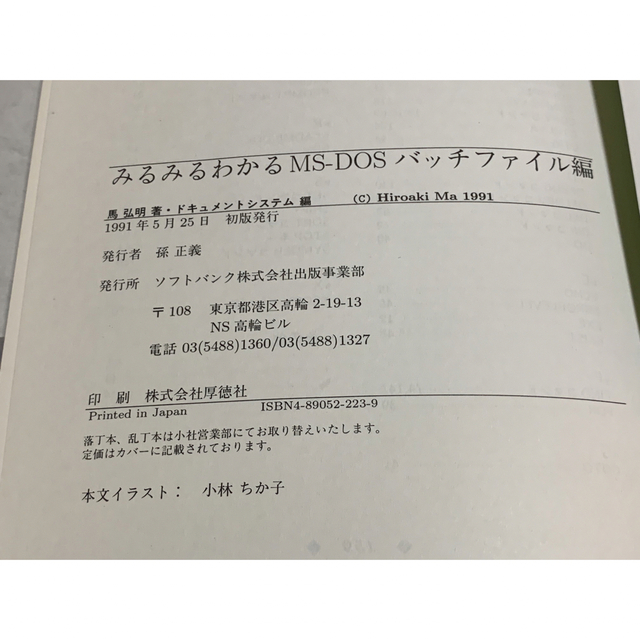 みるみるわかるMS-DOS バッチファイル編
馬 弘明 著・ドキュメントシステム 編 (C) Hiroaki Ma 1991
1991年5月25日 初版発行
発行者 孫 正義
発行所 ソフトバンク株式会社出版事業部
〒108 東京都港区高輪2-19-13
NS高輪ビル
電話 03(5488)1360/03(5488)1327
印 刷 株式会社厚徳社
Printed in Japan ISBN4-89052-223-9
落丁本、乱丁本は小社営業部にてお取り替えいたします。
定価はカバーに記載されております。
本文イラスト： 小林 ちか子